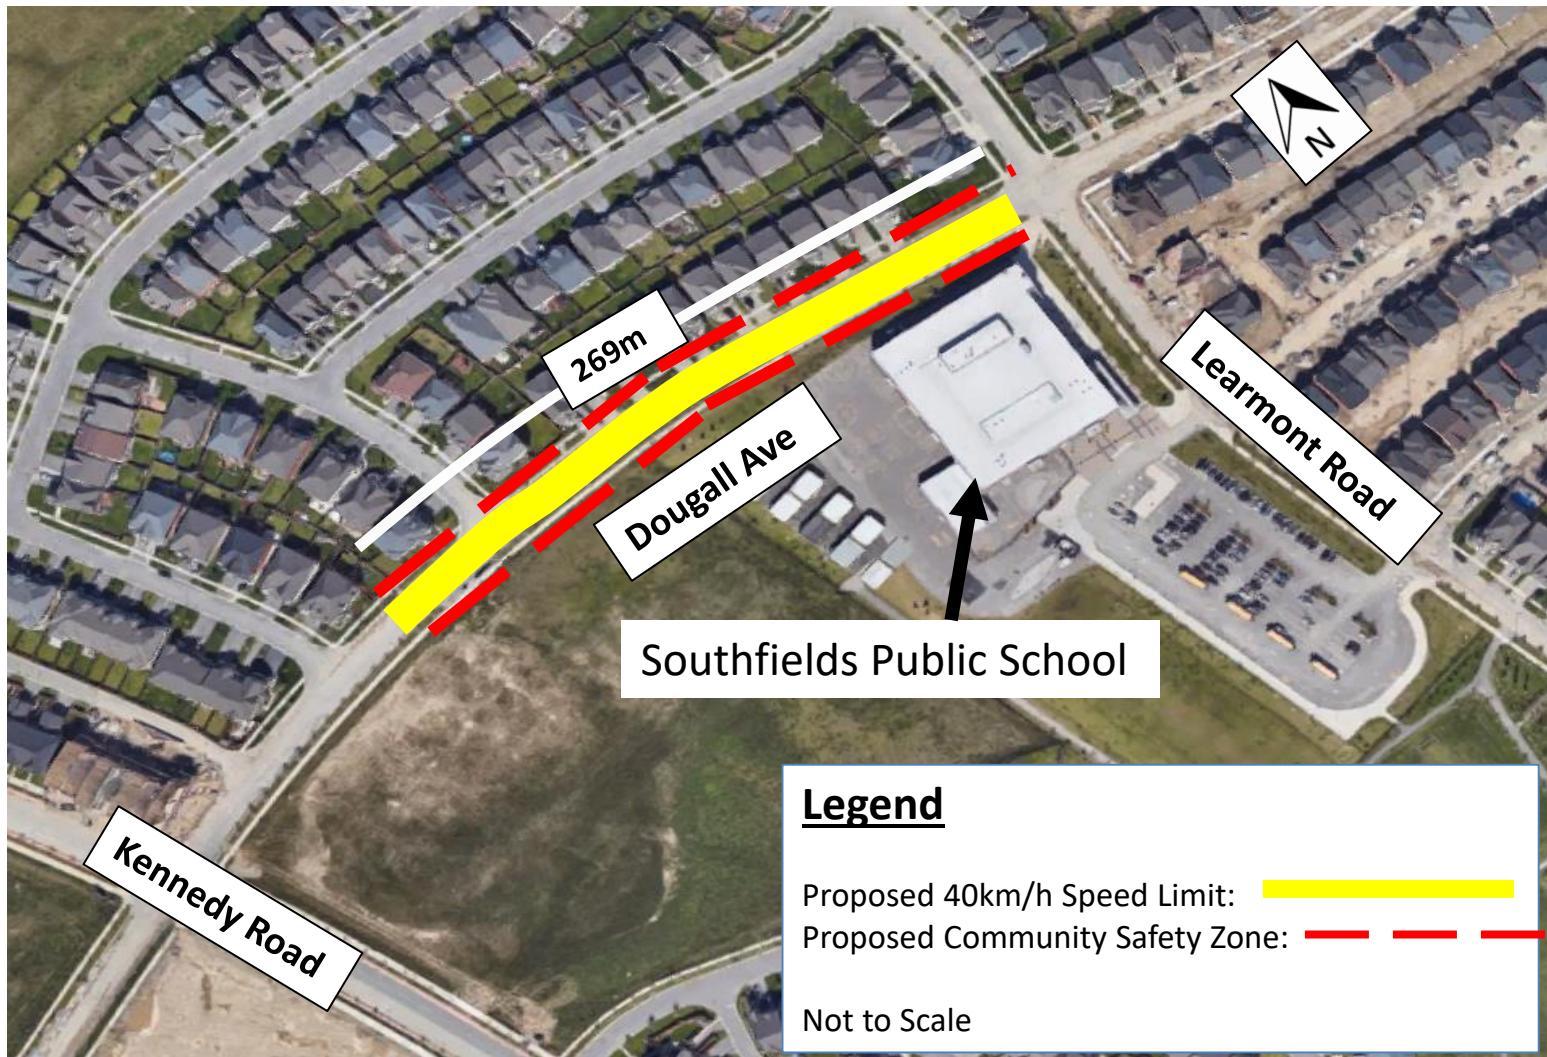 N
269m
Learmont Road
Dougall Ave
Southfields Public School
Kennedy Road
Legend
Proposed 40km/h Speed Limit:
Proposed Community Safety Zone:
Not to Scale